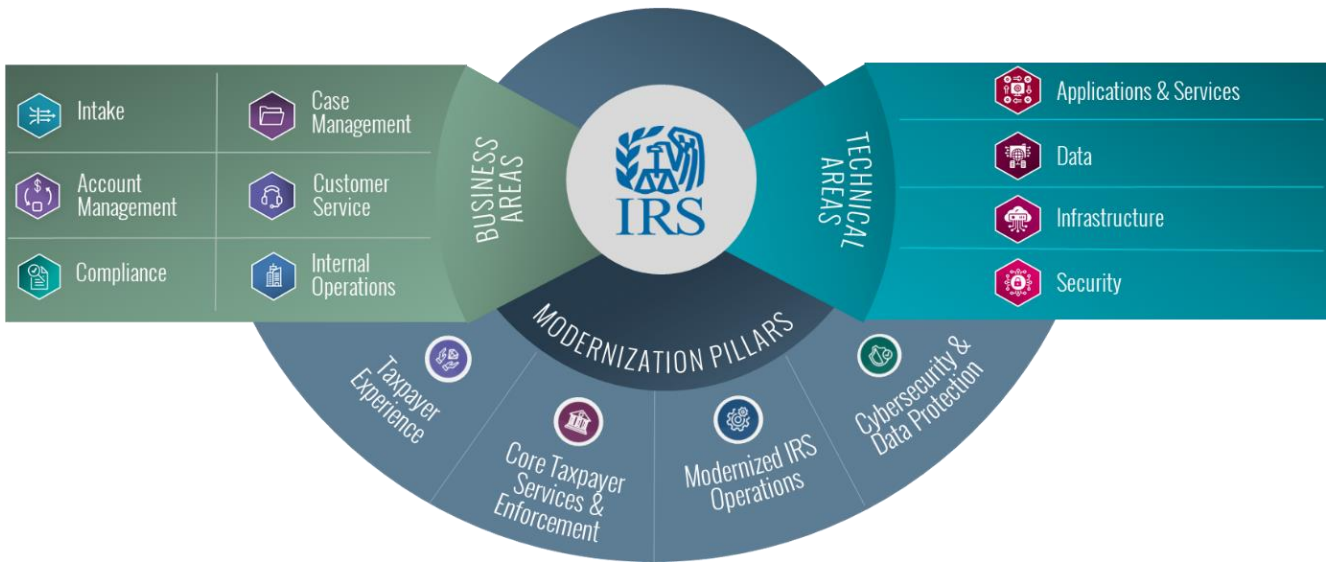 Intake
Case
Management
Account
Management
Customer
Service
Compliance
Internal
Operations
BUSINESS
AREAS
IRS
TECHNICAL
AREAS
Applications & Services
Data
Infrastructure
Security
MODERNIZATION PILLARS
Taxpayer
Experience
Core Taxpayer
Services &
Enforcement
Modernized IRS
Operations
Cybersecurity &
Data Protection